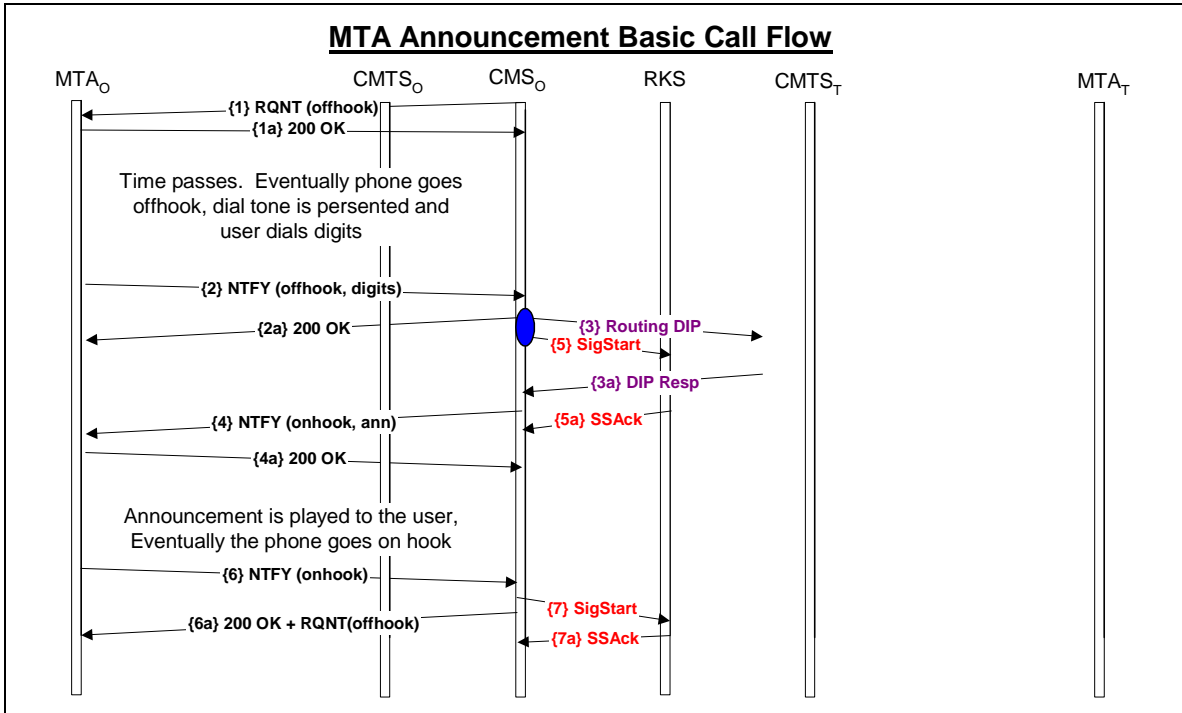 MTA Announcement Basic Call Flow
MTAO
CMTSO
CMSO
RKS
CMTST
MTAT
{1} RQNT (offhook)
{1a} 200 OK
Time passes. Eventually phone goes
offhook, dial tone is persented and
user dials digits
{2} NTFY (offhook, digits)
{2a} 200 OK
{3} Routing DIP
{5} SigStart
{3a} DIP Resp
{4} NTFY (onhook, ann)
{5a} SSAck
{4a} 200 OK
Announcement is played to the user,
Eventually the phone goes on hook
{6} NTFY (onhook)
{7} SigStart
{6a} 200 OK + RQNT(offhook)
{7a} SSAck